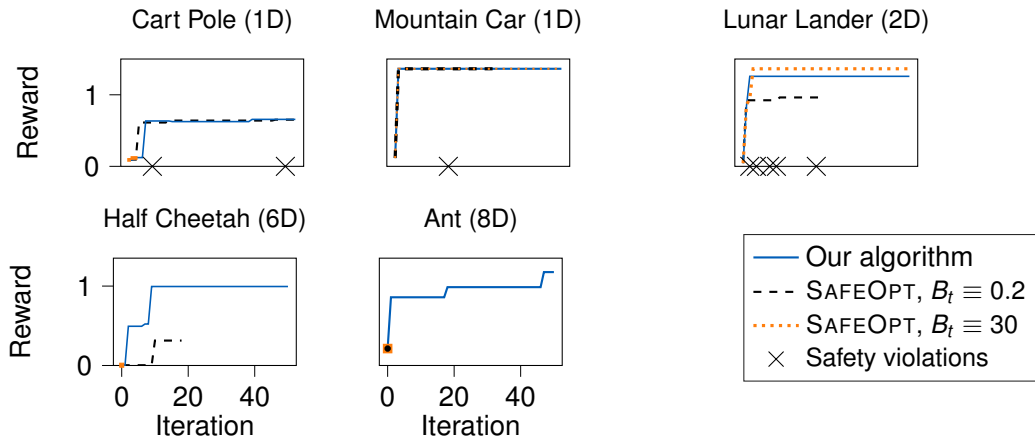 Cart Pole (1D)
Mountain Car (1D)
Lunar Lander (2D)
Reward
1
0
Half Cheetah (6D)
Ant (8D)
Reward
1
0
0
20
40
Iteration
0
20
40
Iteration
Our algorithm
SAFEOPT, Bt ≡ 0.2
SAFEOPT, Bt ≡ 30
Safety violations